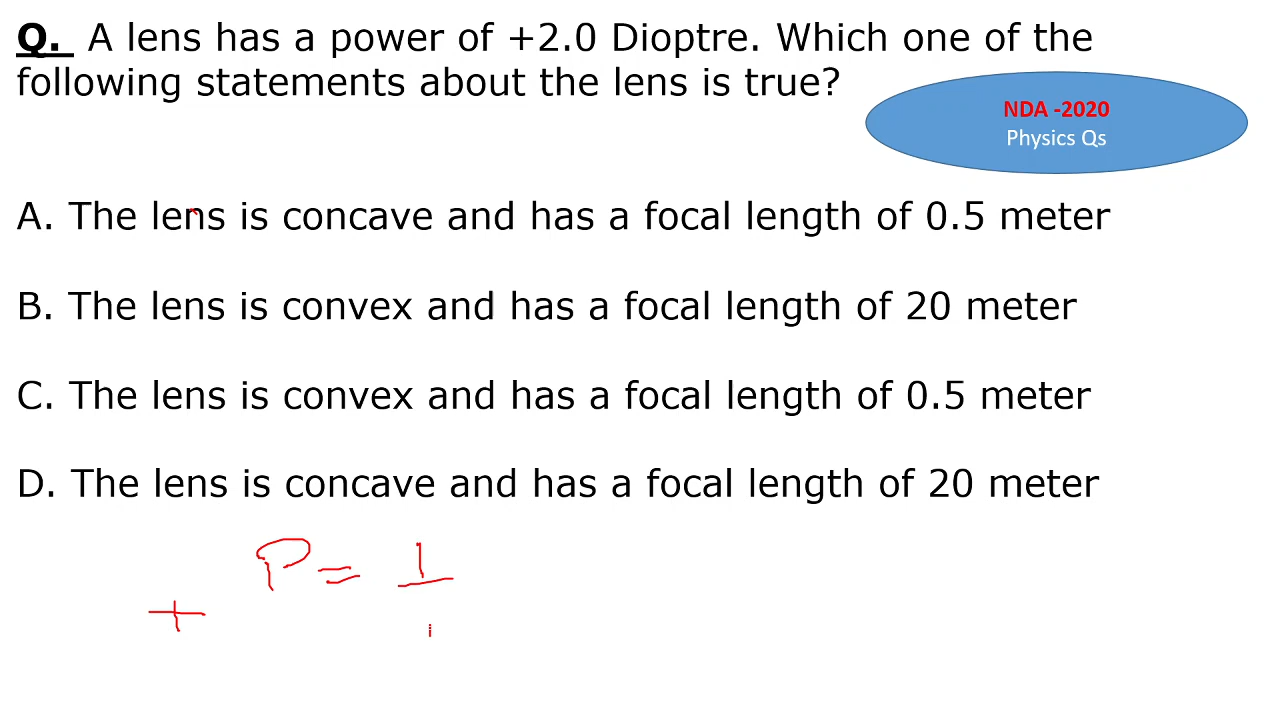 Q. A lens has a power of +2.0 Dioptre. Which one of the
following statements about the lens is true?
NDA -2020
Physics Qs
A. The lens is concave and has a focal length of 0.5 meter
B. The lens is convex and has a focal length of 20 meter
C. The lens is convex and has a focal length of 0.5 meter
D. The lens is concave and has a focal length of 20 meter
P = 1
+